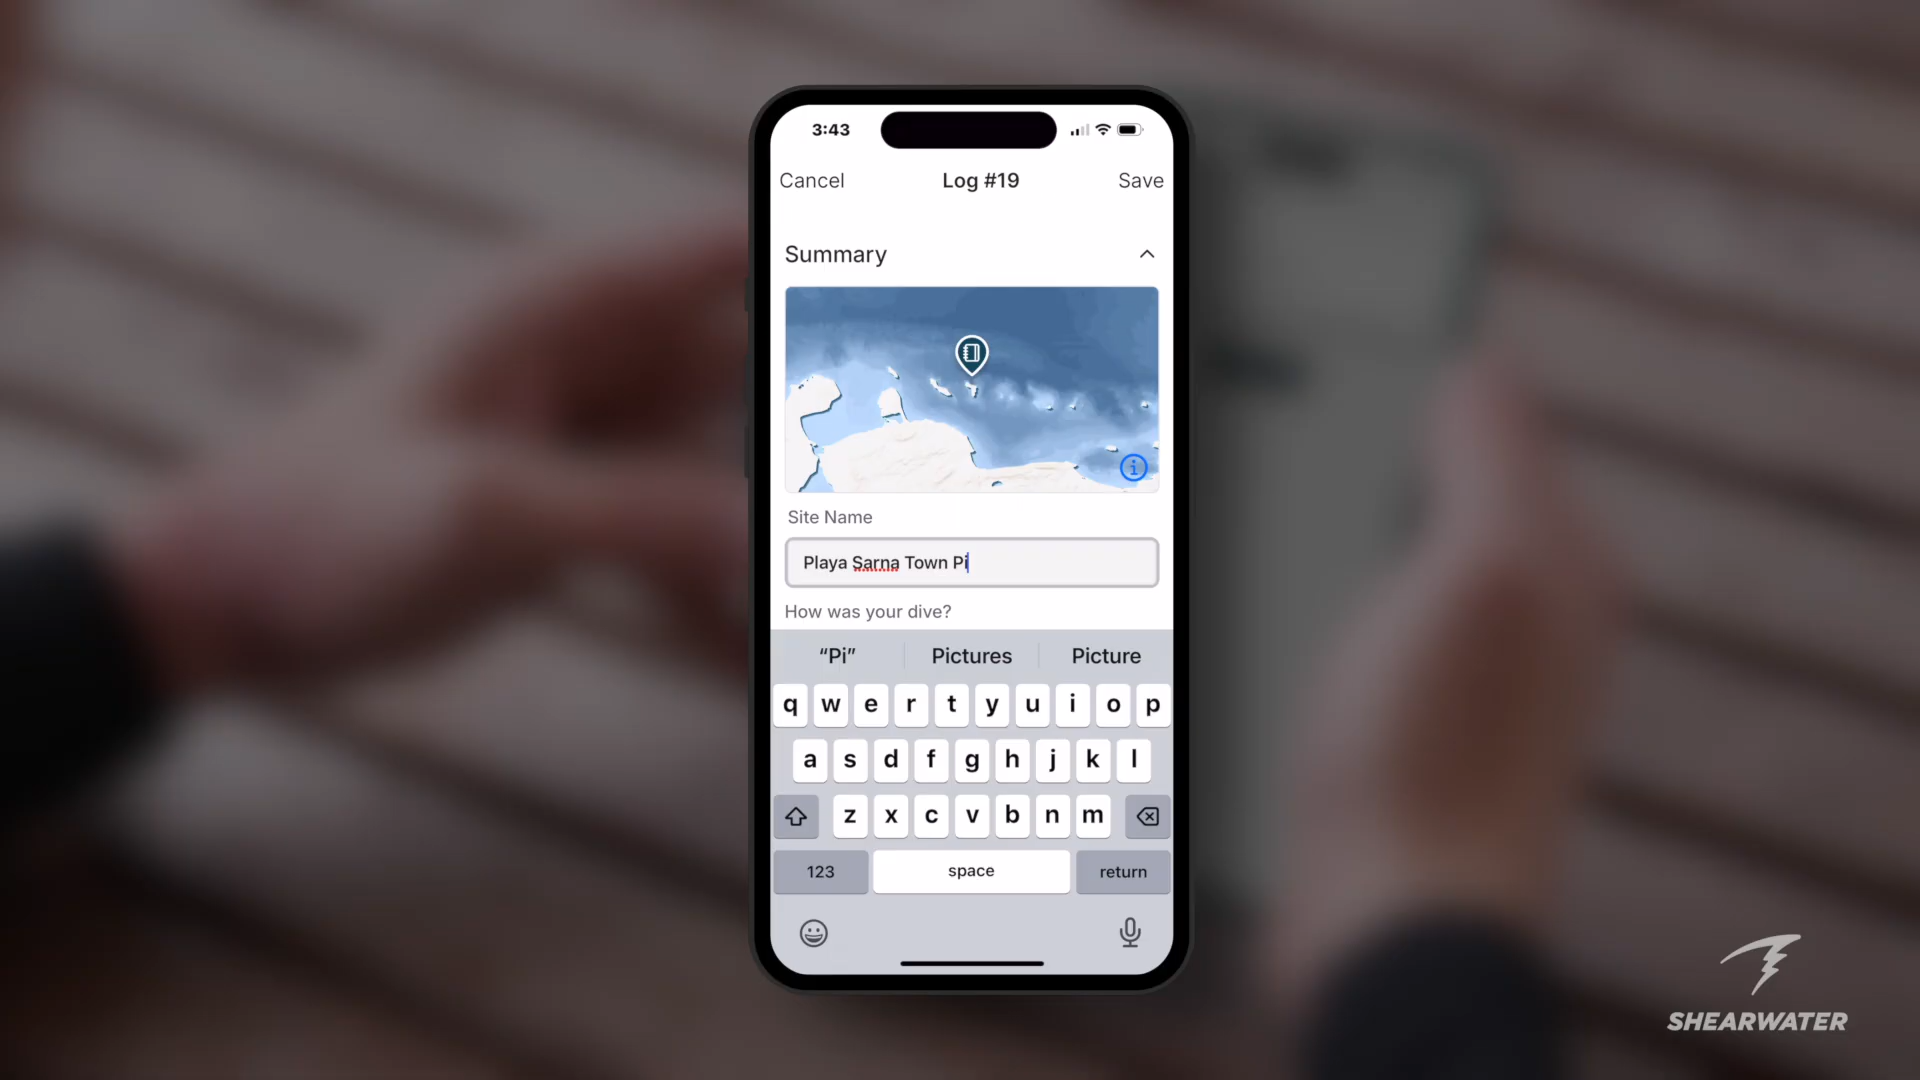 3:43
Cancel Log #19 Save
Summary
Site Name
Playa Sarna Town Pi
How was your dive?
“Pi” Pictures Picture
q w e r t y u i o p
a s d f g h j k l
z x c v b n m
123 space return
SHEARWATER